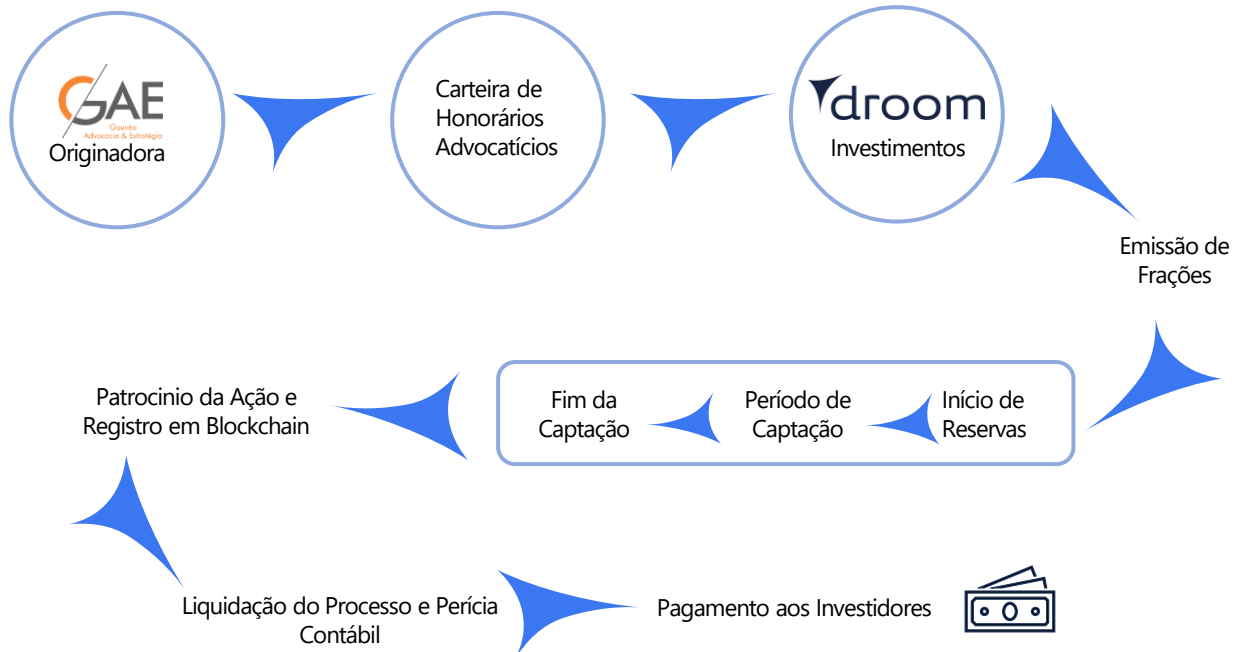 GAE
Gouvêa
Advocacia & Estratégia
Originadora
Carteira de
Honorários
Advocatícios
droom
Investimentos
Emissão de
Frações
Início de
Reservas
Período de
Captação
Fim da
Captação
Patrocinio da Ação e
Registro em Blockchain
Liquidação do Processo e Perícia
Contábil
Pagamento aos Investidores